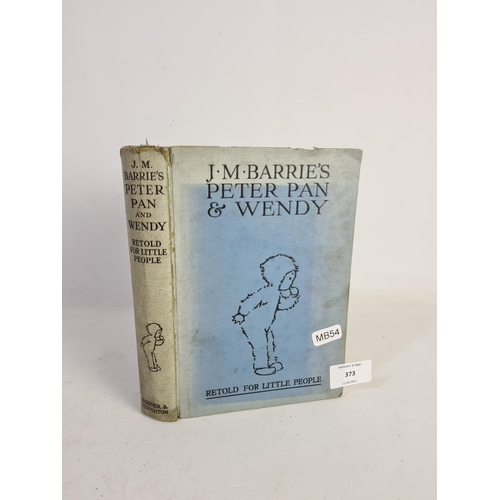 J. M.
BARRIE'S
PETER
PAN
AND
WENDY
RETOLD
FOR LITTLE
PEOPLE
J·M·BARRIE'S
PETER PAN
& WENDY
RETOLD FOR LITTLE PEOPLE
MB54
373